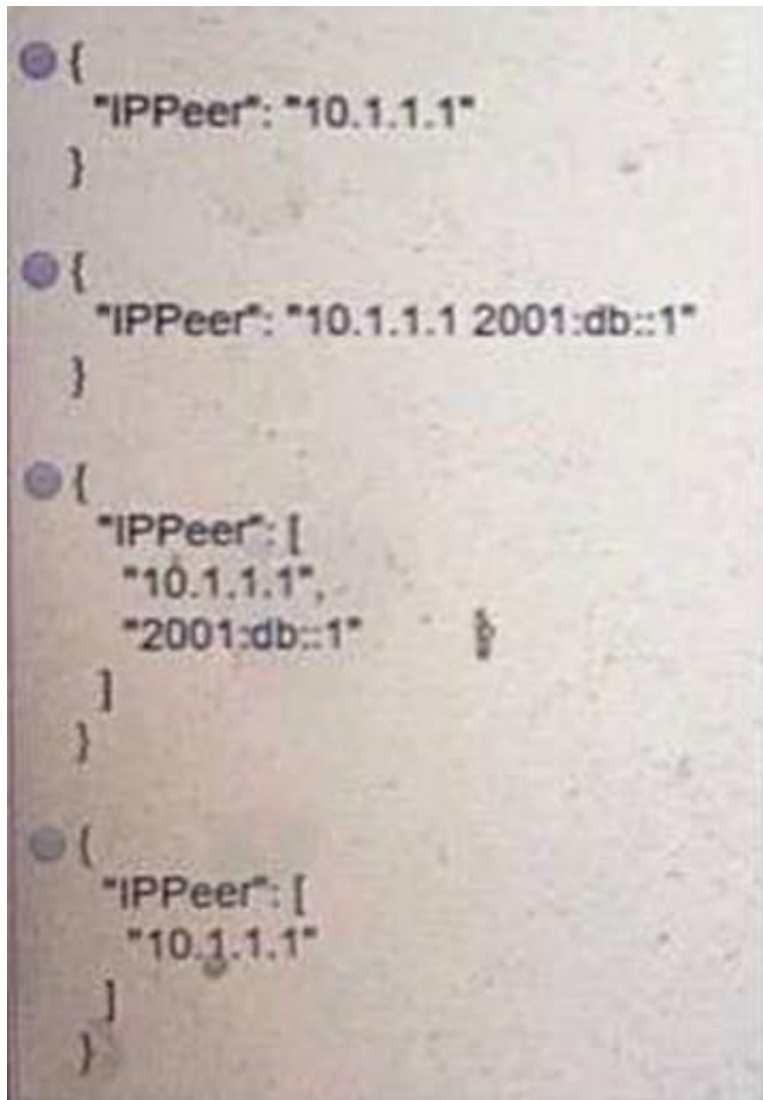 {
"IPPeer": "10.1.1.1"
}
{
"IPPeer": "10.1.1.1 2001:db::1"
}
{
"IPPeer": [
"10.1.1.1",
"2001:db::1"
]
}
{
"IPPeer": [
"10.1.1.1"
]
}